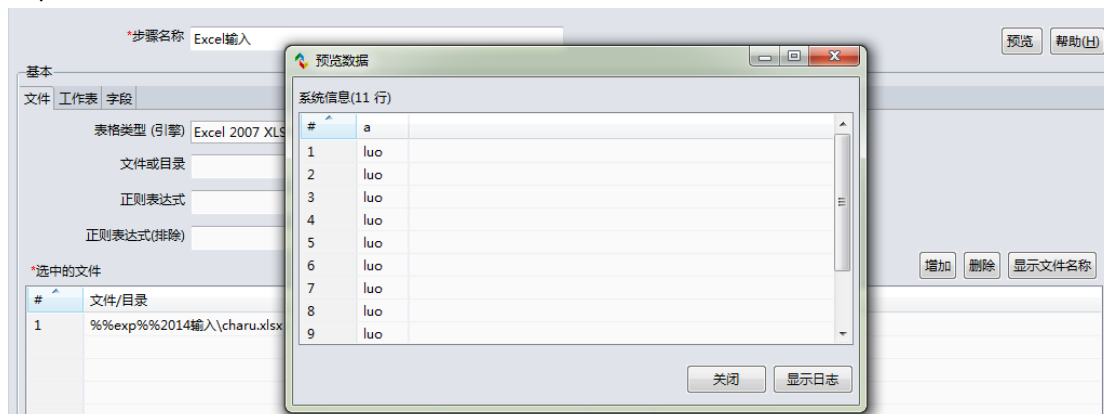 *步骤名称 Excel输入
预览 帮助(H)
基本
文件 工作表 字段
表格类型 (引擎) Excel 2007 XLS
文件或目录
正则表达式
正则表达式(排除)
*选中的文件
增加 删除 显示文件名称
# 文件/目录
1 %%exp%%2014输入\charu.xlsx
预览数据
系统信息(11 行)
# a
1 luo
2 luo
3 luo
4 luo
5 luo
6 luo
7 luo
8 luo
9 luo
关闭 显示日志